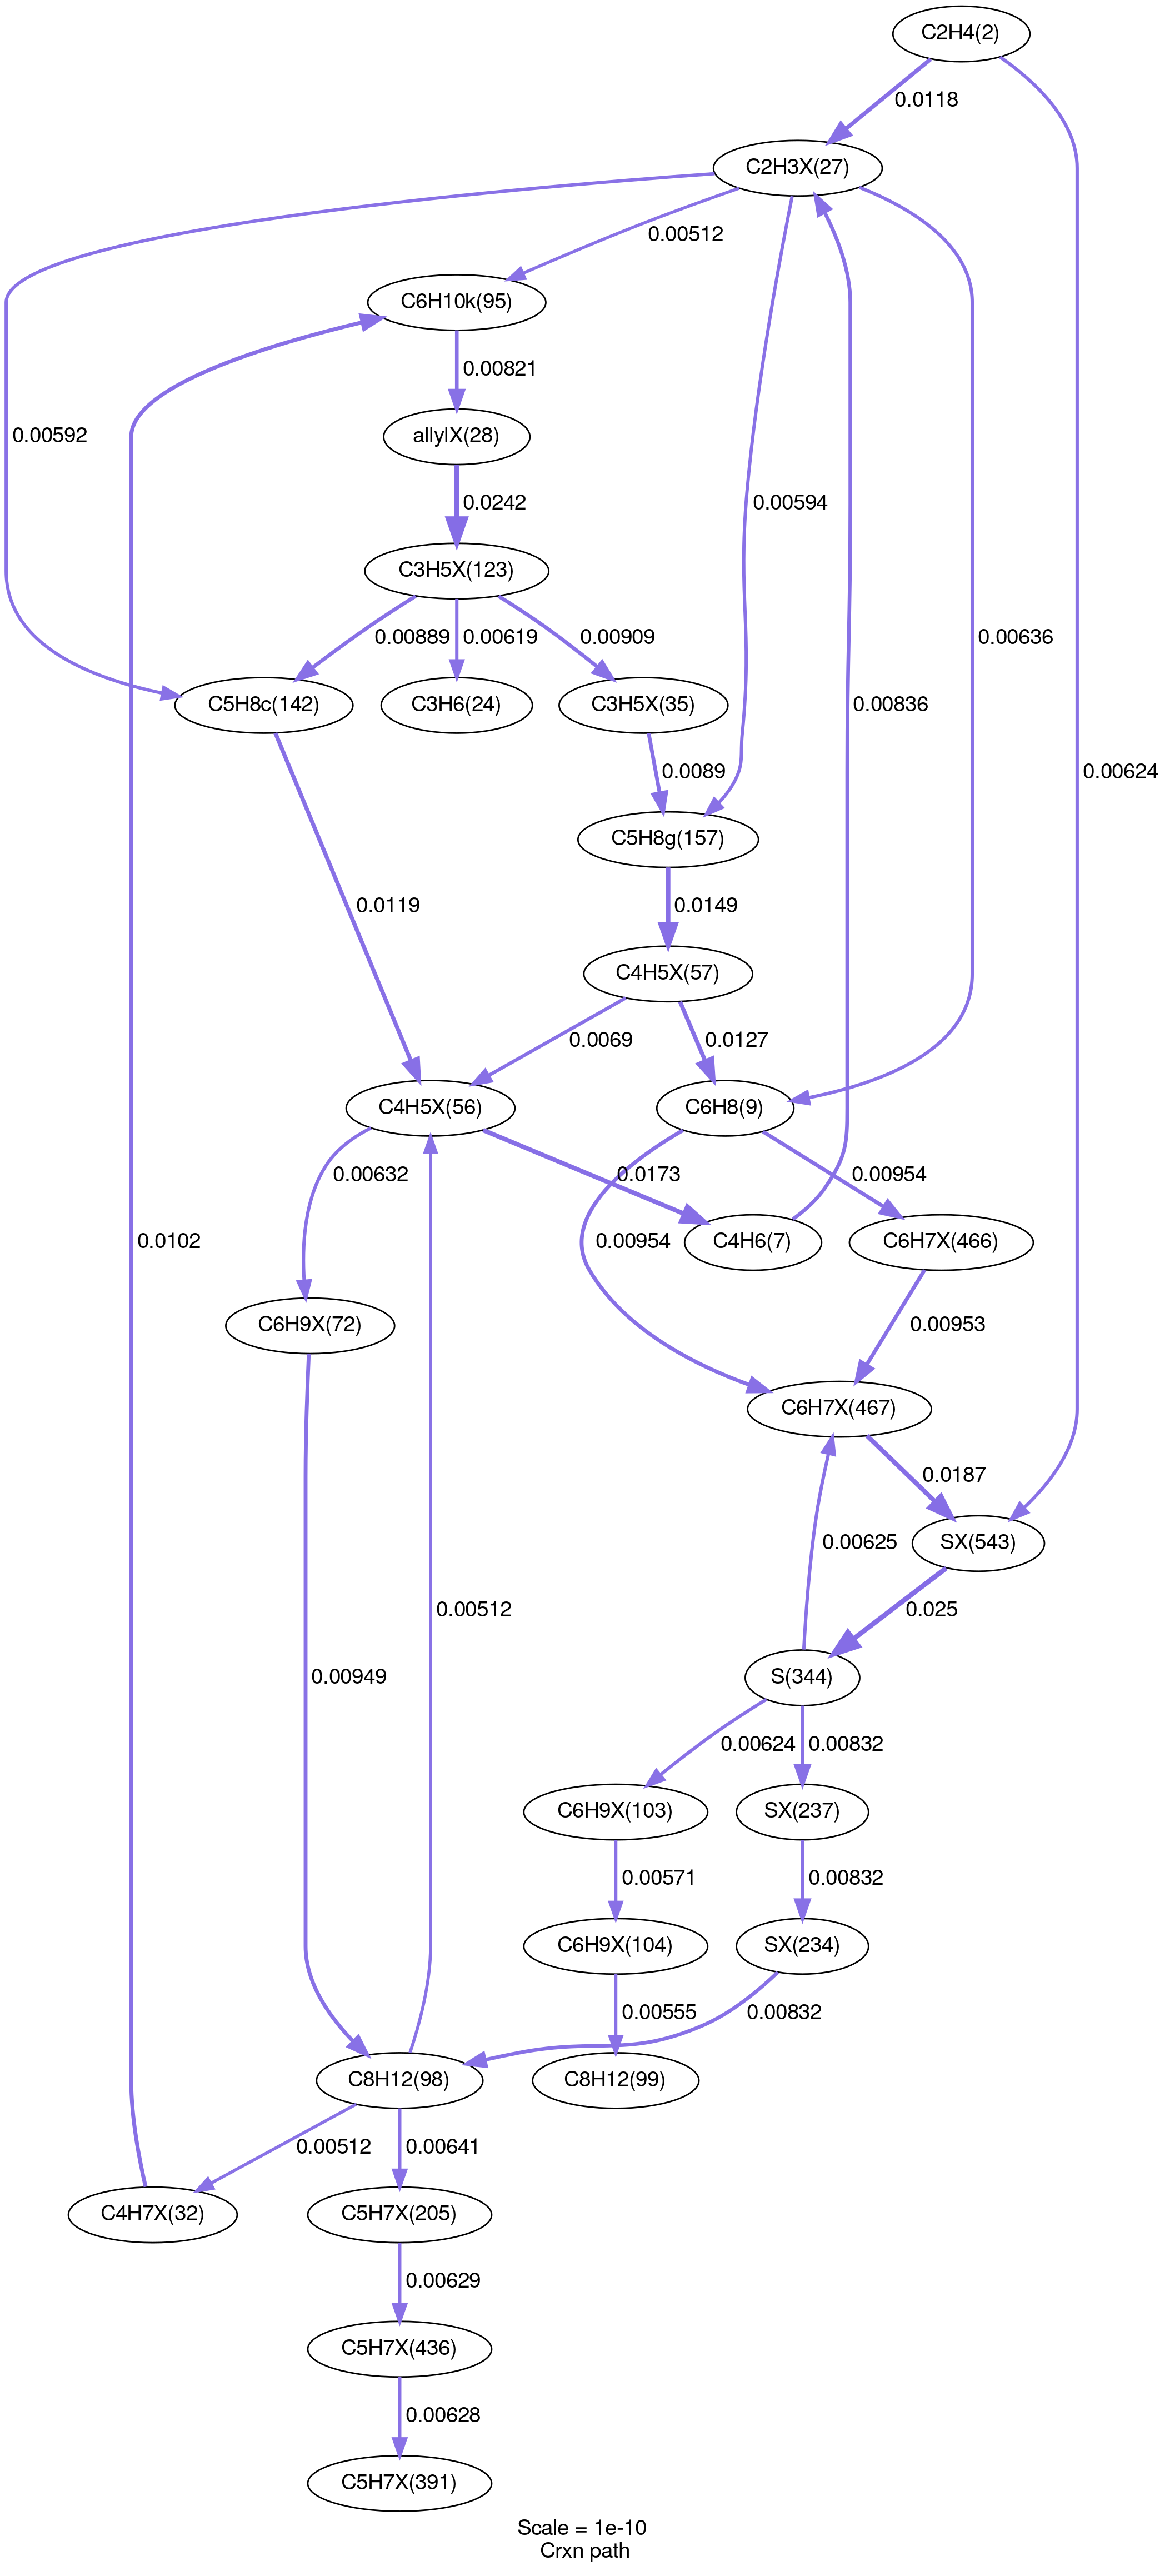 C2H4(2)
0.0118
C2H3X(27)
0.00512
C6H10k(95)
0.00821
allylX(28)
0.00592
0.0242
0.00594
C3H5X(123)
0.00636
0.00889
0.00619
0.00909
C5H8c(142)
C3H6(24)
C3H5X(35)
0.00836
0.0089
0.00624
C5H8g(157)
0.0119
0.0149
C4H5X(57)
0.0069
0.0127
C4H5X(56)
C6H8(9)
0.00632
0.0173
0.00954
0.0102
0.00954
C4H6(7)
C6H7X(466)
C6H9X(72)
0.00953
C6H7X(467)
0.0187
0.00625
SX(543)
0.00512
0.025
0.00949
S(344)
0.00624
0.00832
C6H9X(103)
SX(237)
0.00571
0.00832
C6H9X(104)
SX(234)
0.00555
0.00832
C8H12(98)
C8H12(99)
0.00512
0.00641
C4H7X(32)
C5H7X(205)
0.00629
C5H7X(436)
0.00628
C5H7X(391)
Scale = 1e-10
Crxn path